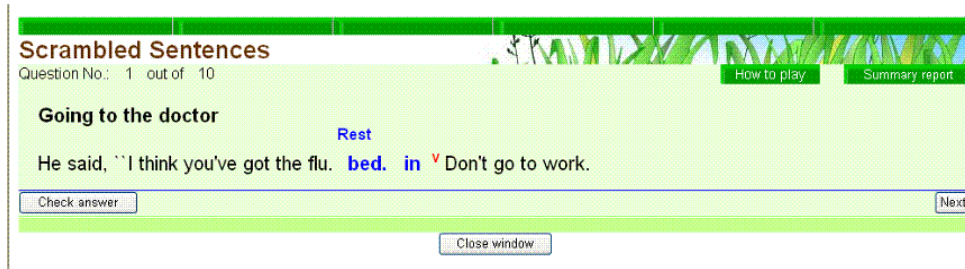 Scrambled Sentences
Question No.: 1 out of 10
How to play
Summary report
Going to the doctor
Rest
He said, ``I think you've got the flu. bed. in v Don't go to work.
Check answer
Next
Close window